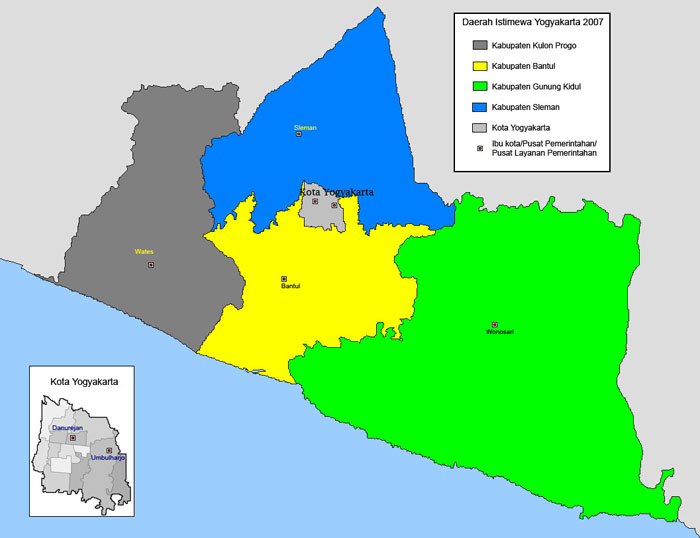 Daerah Istimewa Yogyakarta 2007
Kabupaten Kulon Progo
Kabupaten Bantul
Kabupaten Gunung Kidul
Kabupaten Sleman
Kota Yogyakarta
Ibu kota/Pusat Pemerintahan/
Pusat Layanan Pemerintahan
Sleman
Kota Yogyakarta
Wates
Bantul
Wonosari
Kota Yogyakarta
Danurejan
Umbulharjo